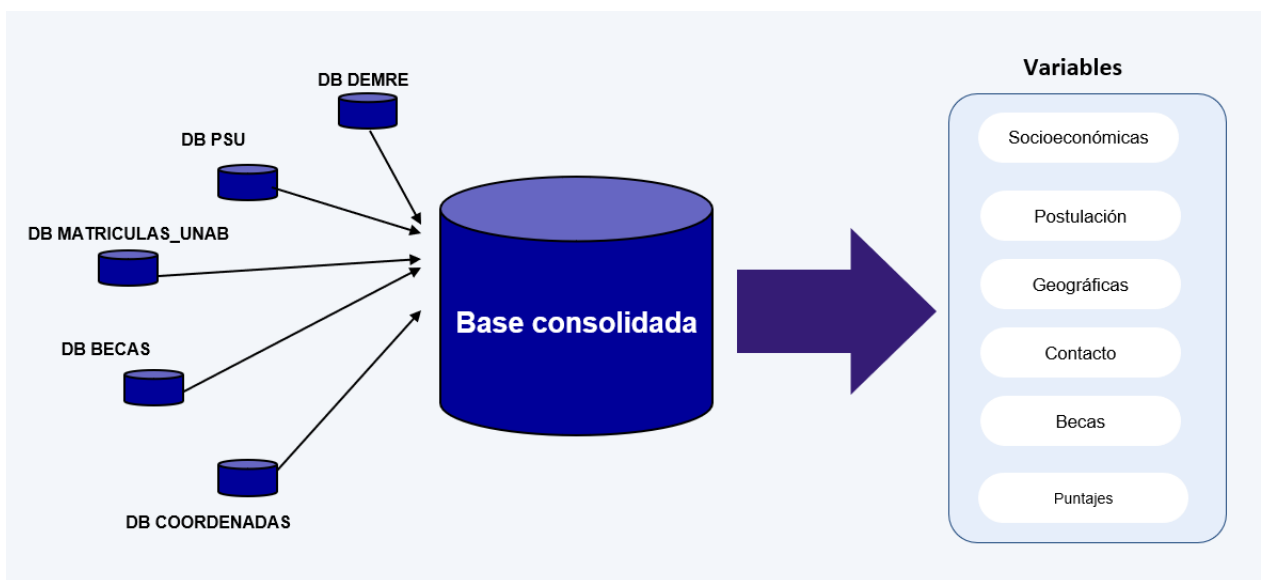 DB DEMRE
DB PSU
DB MATRICULAS_UNAB
DB BECAS
DB COORDENADAS
Base consolidada
Variables
Socioeconómicas
Postulación
Geográficas
Contacto
Becas
Puntajes